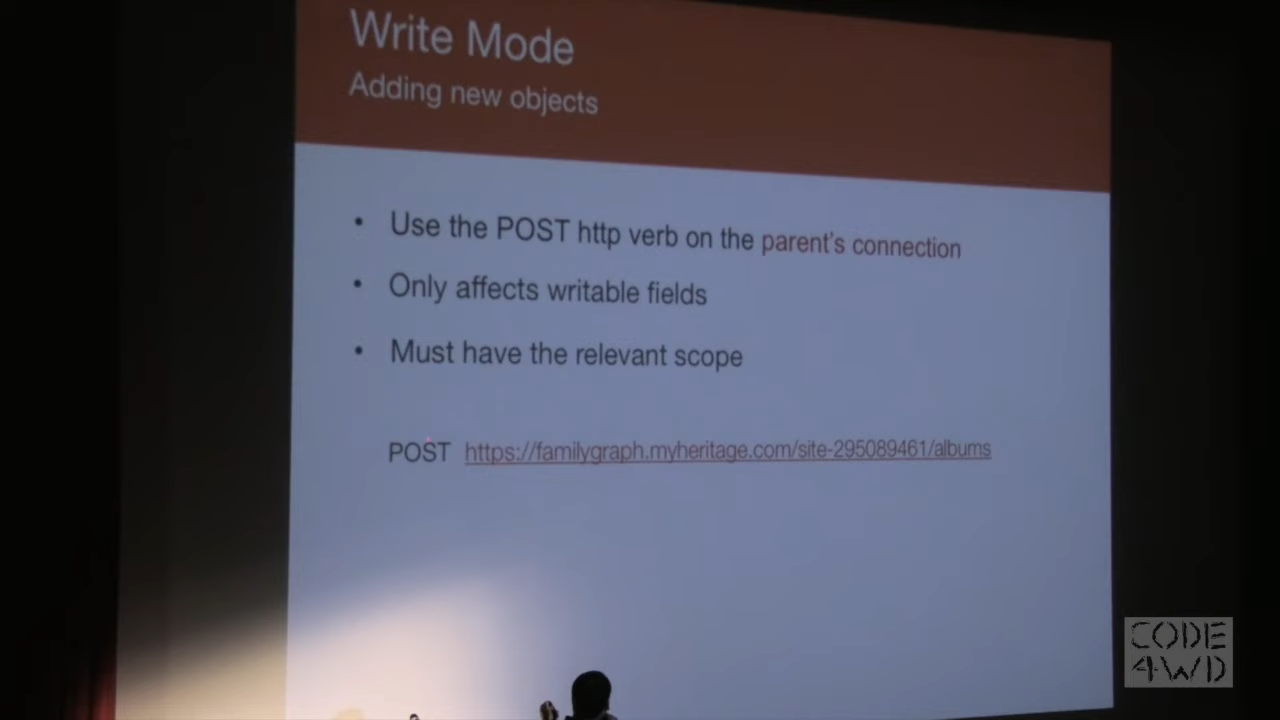 Write Mode
Adding new objects
• Use the POST http verb on the parent's connection
• Only affects writable fields
• Must have the relevant scope
POST https://familygraph.myheritage.com/site-295089461/albums
CODE
4WD